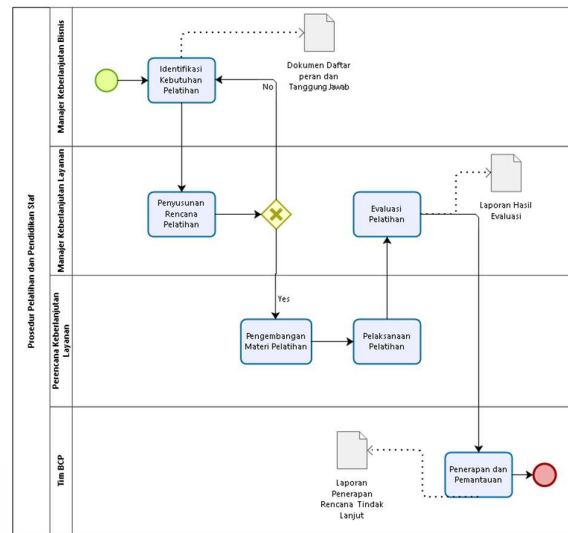 Prosedur Pelatihan dan Pendidikan Staf
Manajer Keberlanjutan Bisnis
Identifikasi
Kebutuhan
Pelatihan
Dokumen Daftar
peran dan
TanggungJawab
No
Manajer Keberlanjutan Layanan
Penyusunan
Rencana
Pelatihan
Evaluasi
Pelatihan
Laporan Hasil
Evaluasi
Perencana Keberlanjutan
Layanan
Yes
Pengembangan
Materi Pelatihan
Pelaksanaan
Pelatihan
Tim BCP
Laporan
Penerapan
Rencana Tindak
Lanjut
Penerapan dan
Pemantauan